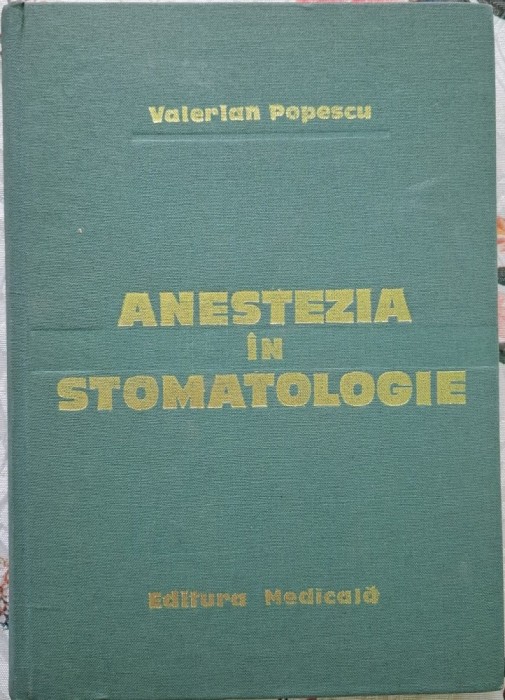 Valerian Popescu
ANESTEZIA
ÎN
STOMATOLOGIE
Editura Medicală